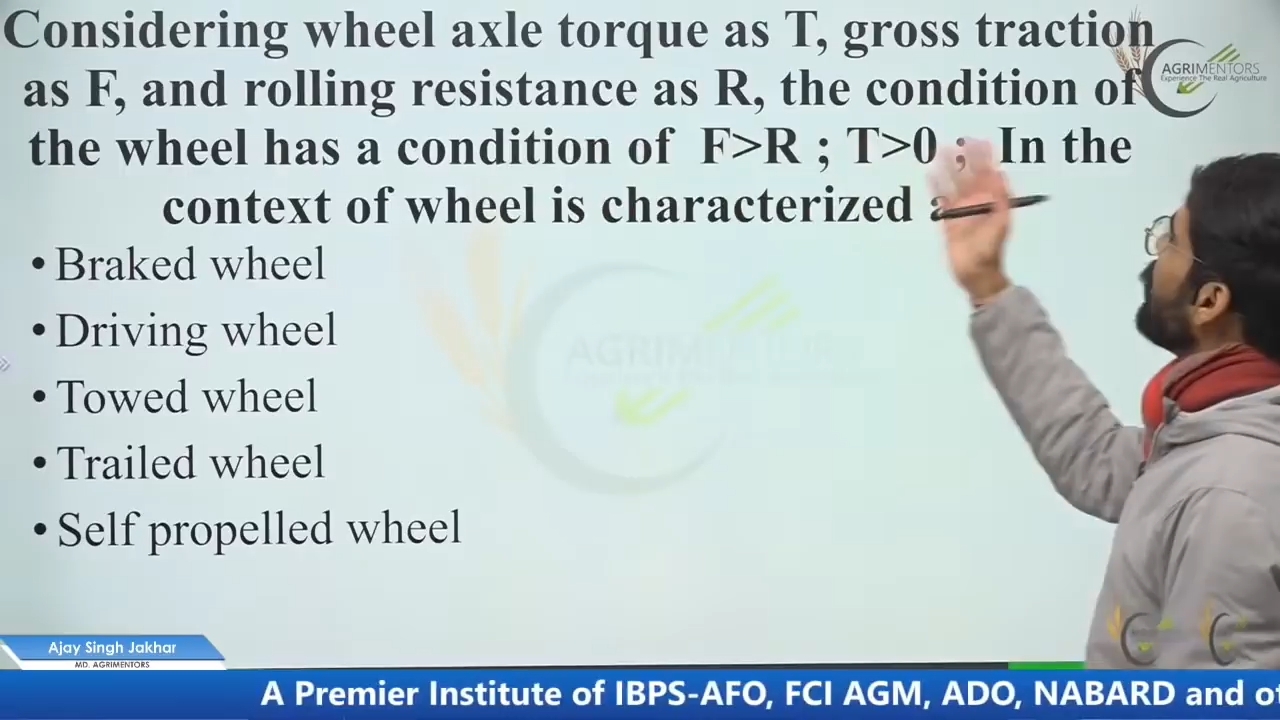 Considering wheel axle torque as T, gross traction
as F, and rolling resistance as R, the condition of
the wheel has a condition of F>R ; T>0 ; In the
context of wheel is characterized
• Braked wheel
• Driving wheel
• Towed wheel
• Trailed wheel
• Self propelled wheel
AGRIMENTORS
Experience The Real Agriculture
AGRIMENTORS
Ajay Singh Jakhar
MD. AGRIMENTORS
A Premier Institute of IBPS-AFO, FCI AGM, ADO, NABARD and